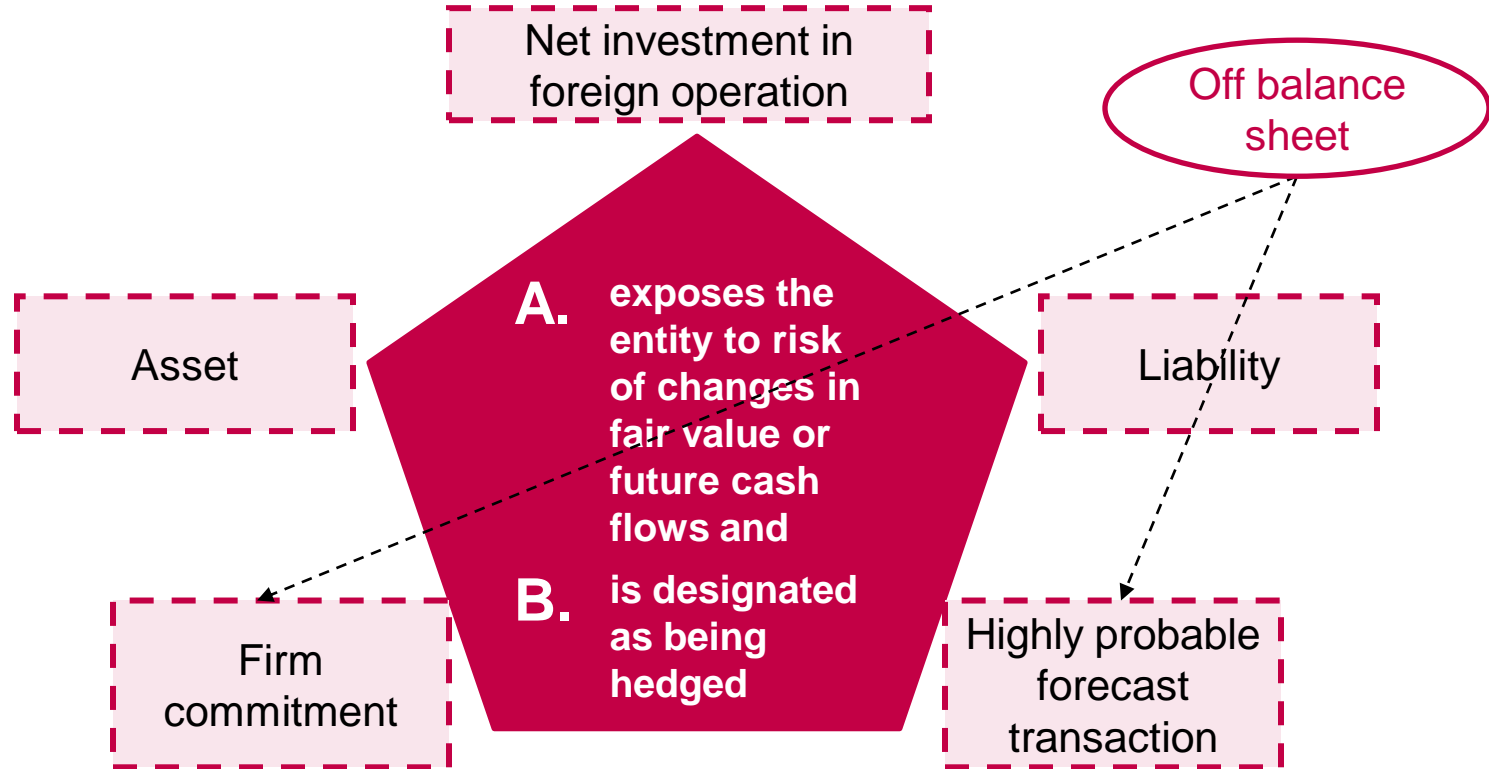 Net investment in
foreign operation
Off balance
sheet
A.
exposes the
entity to risk
of changes in
fair value or
future cash
flows and
Asset
Liability
B.
is designated
as being
hedged
Firm
commitment
Highly probable
forecast
transaction